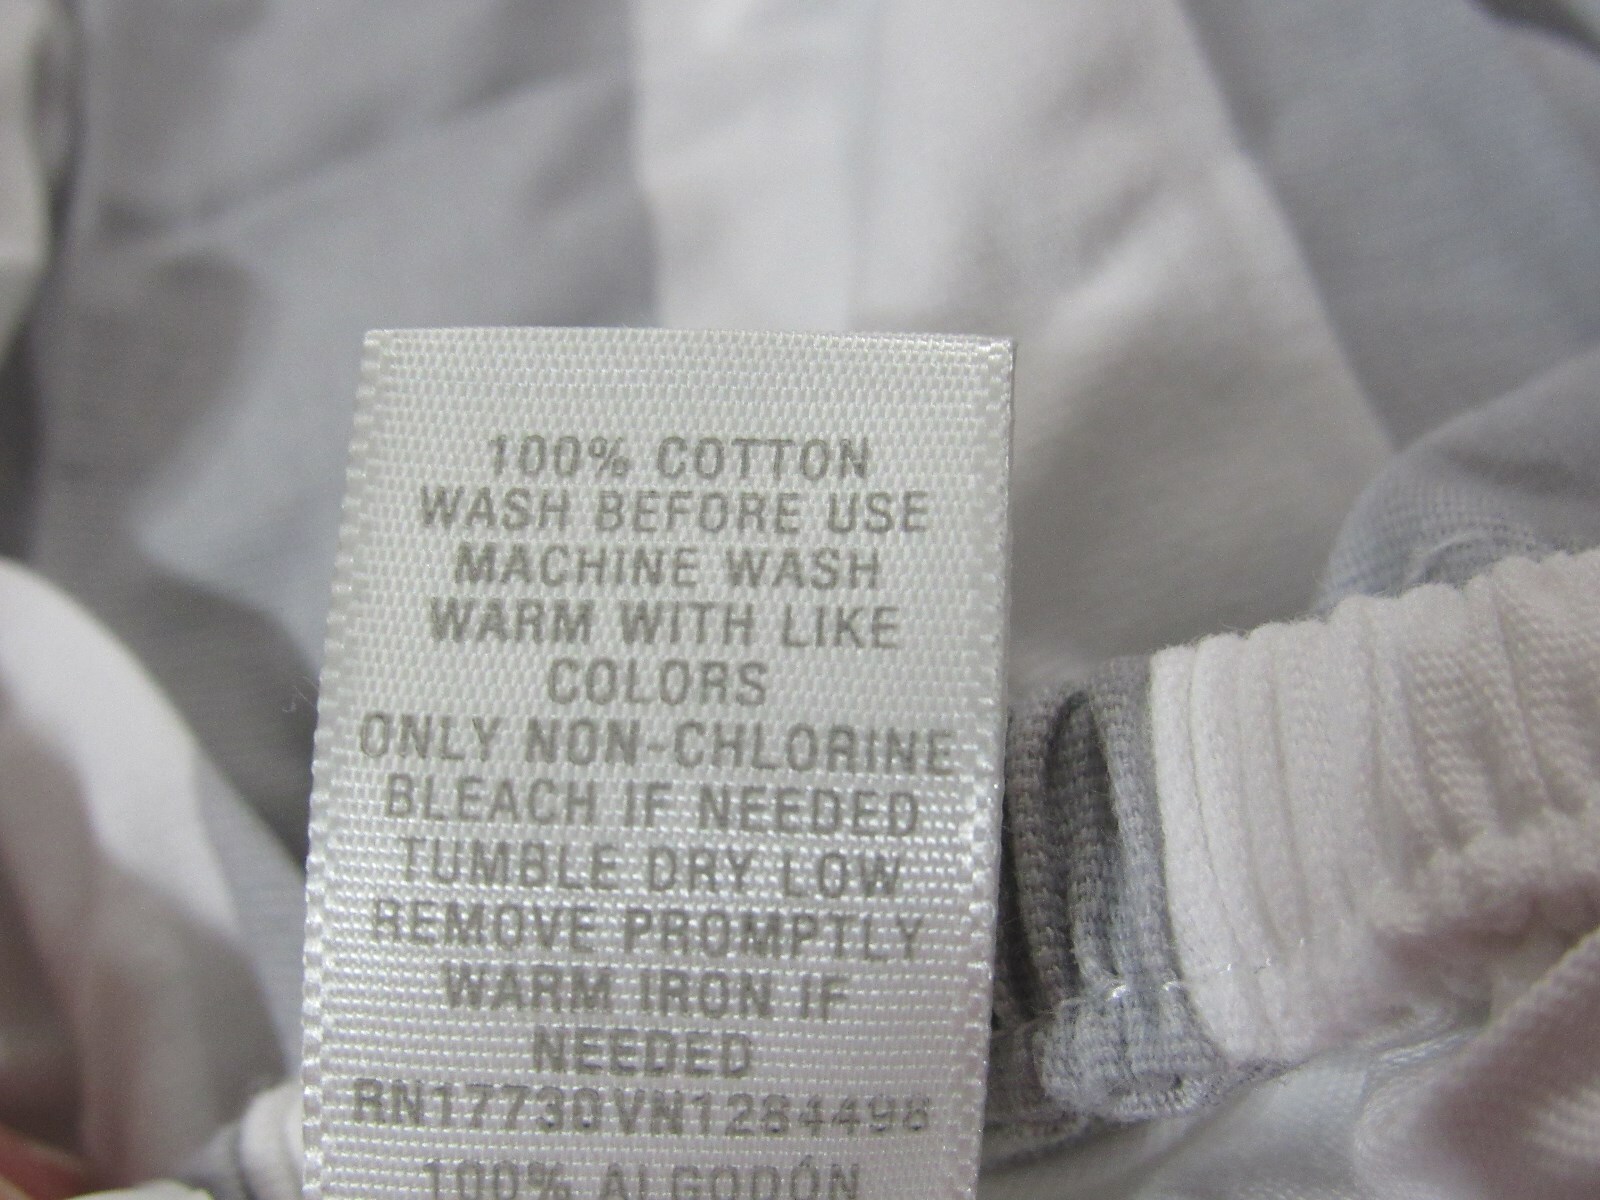 100% COTTON
WASH BEFORE USE
MACHINE WASH
WARM WITH LIKE
COLORS
ONLY NON-CHLORINE
BLEACH IF NEEDED
TUMBLE DRY LOW
REMOVE PROMPTLY
WARM IRON IF
NEEDED
RN17730VN1284498
100% ALGODÓN